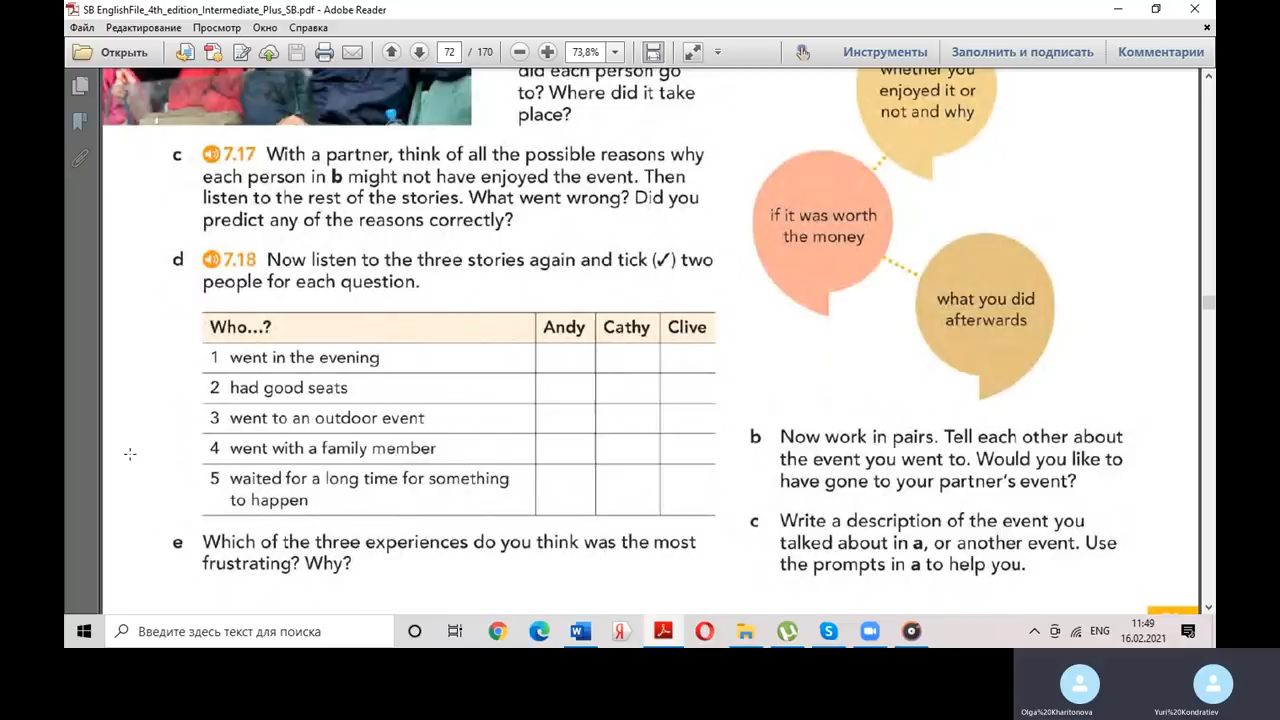 SB EnglishFile_4th_edition_Intermediate_Plus_SB.pdf - Adobe Reader
Файл Редактирование Просмотр Окно Справка
Открыть 72 / 170 73,8% Инструменты Заполнить и подписать Комментарии
did each person go
to? Where did it take
place?
c 7.17 With a partner, think of all the possible reasons why
each person in b might not have enjoyed the event. Then
listen to the rest of the stories. What went wrong? Did you
predict any of the reasons correctly?
d 7.18 Now listen to the three stories again and tick (✓) two
people for each question.
Who...? Andy Cathy Clive
1 went in the evening
2 had good seats
3 went to an outdoor event
4 went with a family member
5 waited for a long time for something
to happen
e Which of the three experiences do you think was the most
frustrating? Why?
whether you
enjoyed it or
not and why
if it was worth
the money
what you did
afterwards
b Now work in pairs. Tell each other about
the event you went to. Would you like to
have gone to your partner's event?
c Write a description of the event you
talked about in a, or another event. Use
the prompts in a to help you.
Введите здесь текст для поиска
ENG
11:49
16.02.2021
Olga%20Kharitonova
Yuri%20Kondratiev